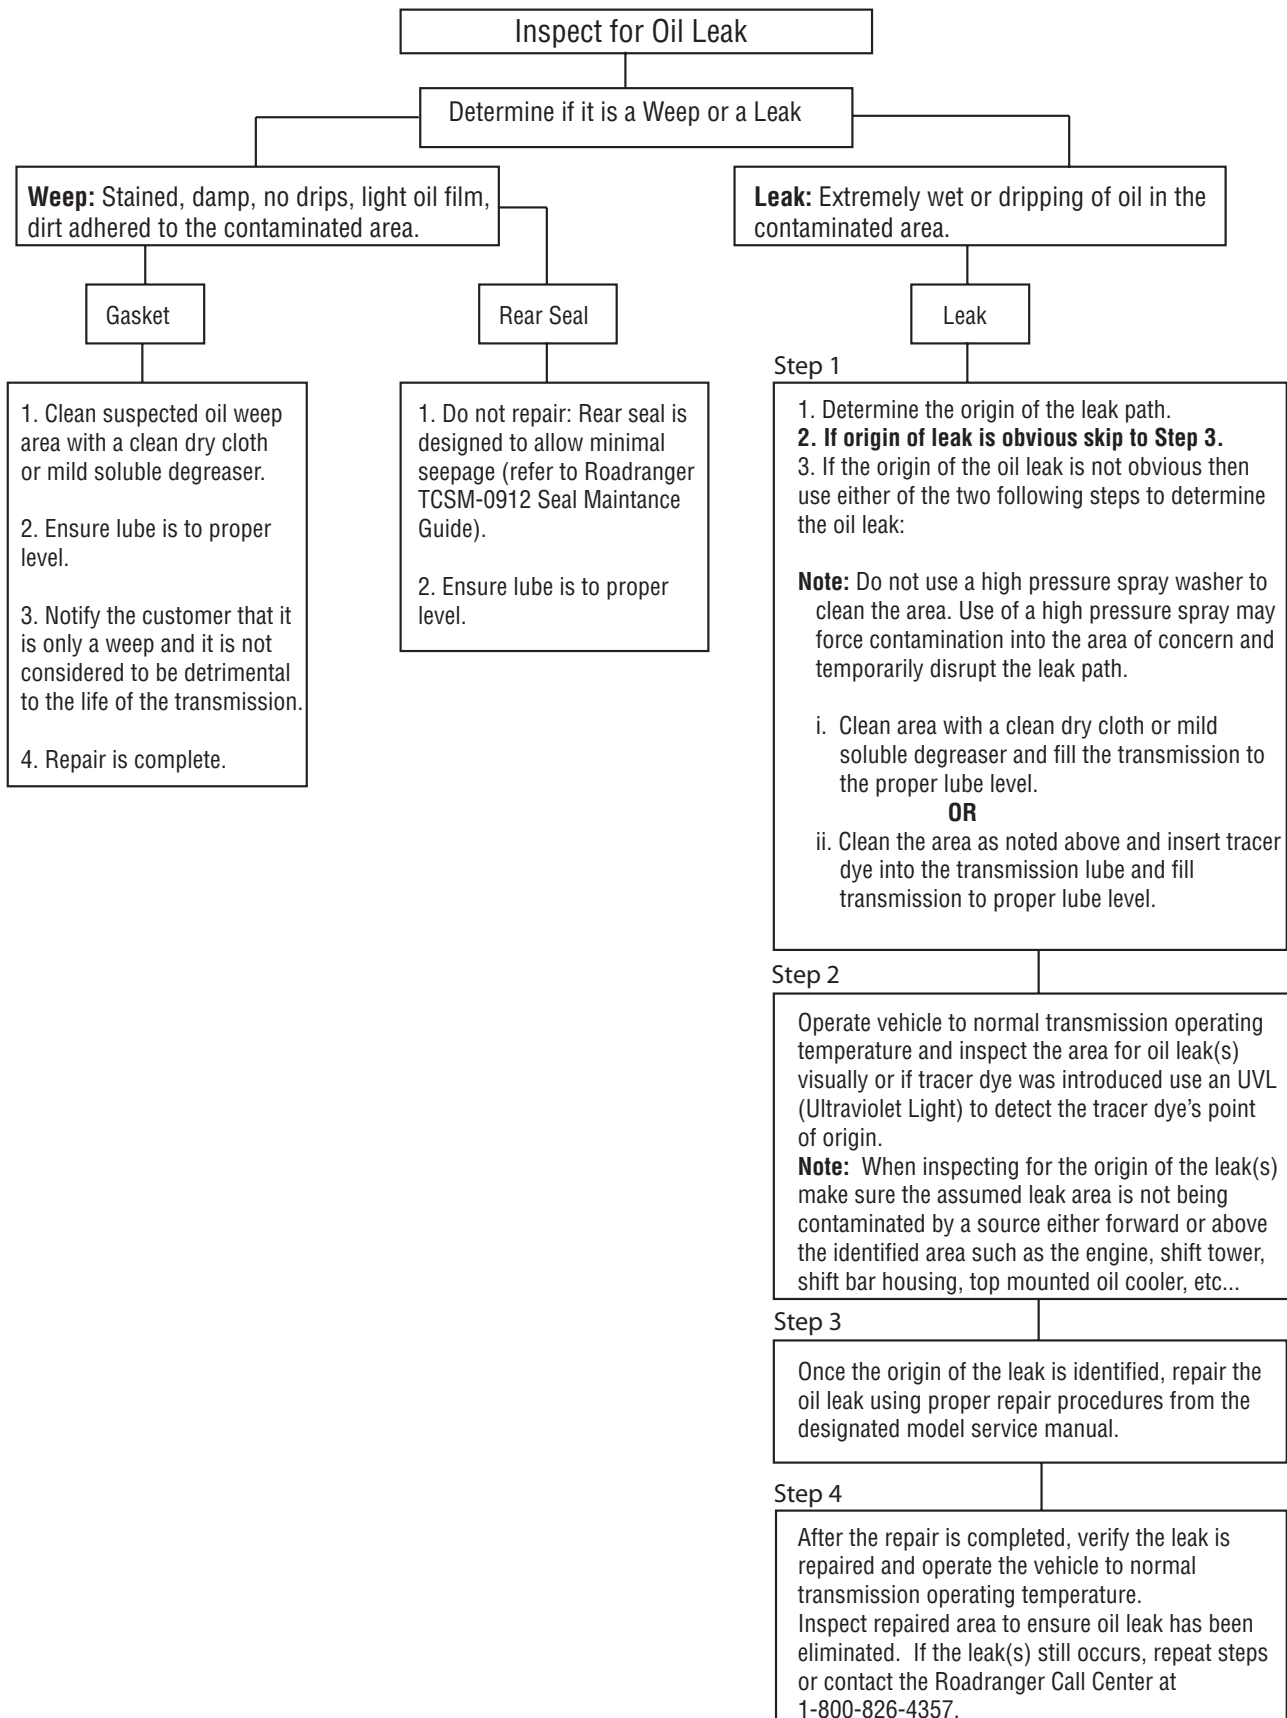 Inspect for Oil Leak
Determine if it is a Weep or a Leak
Weep: Stained, damp, no drips, light oil film,
dirt adhered to the contaminated area.
Leak: Extremely wet or dripping of oil in the
contaminated area.
Gasket
Rear Seal
Leak
1. Clean suspected oil weep
area with a clean dry cloth
or mild soluble degreaser.
2. Ensure lube is to proper
level.
3. Notify the customer that it
is only a weep and it is not
considered to be detrimental
to the life of the transmission.
4. Repair is complete.
1. Do not repair: Rear seal is
designed to allow minimal
seepage (refer to Roadranger
TCSM-0912 Seal Maintance
Guide).
2. Ensure lube is to proper
level.
Step 1
1. Determine the origin of the leak path.
2. If origin of leak is obvious skip to Step 3.
3. If the origin of the oil leak is not obvious then
use either of the two following steps to determine
the oil leak:
Note: Do not use a high pressure spray washer to
clean the area. Use of a high pressure spray may
force contamination into the area of concern and
temporarily disrupt the leak path.
i. Clean area with a clean dry cloth or mild
soluble degreaser and fill the transmission to
the proper lube level.
OR
ii. Clean the area as noted above and insert tracer
dye into the transmission lube and fill
transmission to proper lube level.
Step 2
Operate vehicle to normal transmission operating
temperature and inspect the area for oil leak(s)
visually or if tracer dye was introduced use an UVL
(Ultraviolet Light) to detect the tracer dye's point
of origin.
Note: When inspecting for the origin of the leak(s)
make sure the assumed leak area is not being
contaminated by a source either forward or above
the identified area such as the engine, shift tower,
shift bar housing, top mounted oil cooler, etc...
Step 3
Once the origin of the leak is identified, repair the
oil leak using proper repair procedures from the
designated model service manual.
Step 4
After the repair is completed, verify the leak is
repaired and operate the vehicle to normal
transmission operating temperature.
Inspect repaired area to ensure oil leak has been
eliminated. If the leak(s) still occurs, repeat steps
or contact the Roadranger Call Center at
1-800-826-4357.